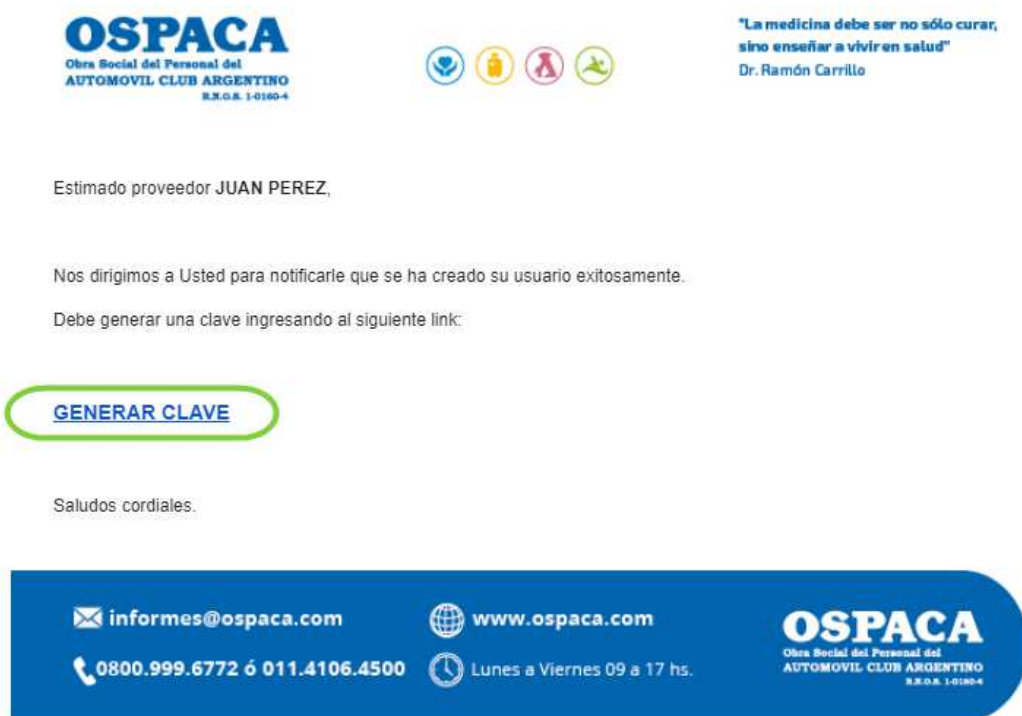 OSPACA
Obra Social del Personal del
AUTOMOVIL CLUB ARGENTINO
R.N.O.S. 1-0160-4
"La medicina debe ser no sólo curar,
sino enseñar a vivir en salud"
Dr. Ramón Carrillo
Estimado proveedor JUAN PEREZ,
Nos dirigimos a Usted para notificarle que se ha creado su usuario exitosamente.
Debe generar una clave ingresando al siguiente link:
GENERAR CLAVE
Saludos cordiales.
informes@ospaca.com
www.ospaca.com
0800.999.6772 ó 011.4106.4500
Lunes a Viernes 09 a 17 hs.
OSPACA
Obra Social del Personal del
AUTOMOVIL CLUB ARGENTINO
R.N.O.S. 1-0160-4